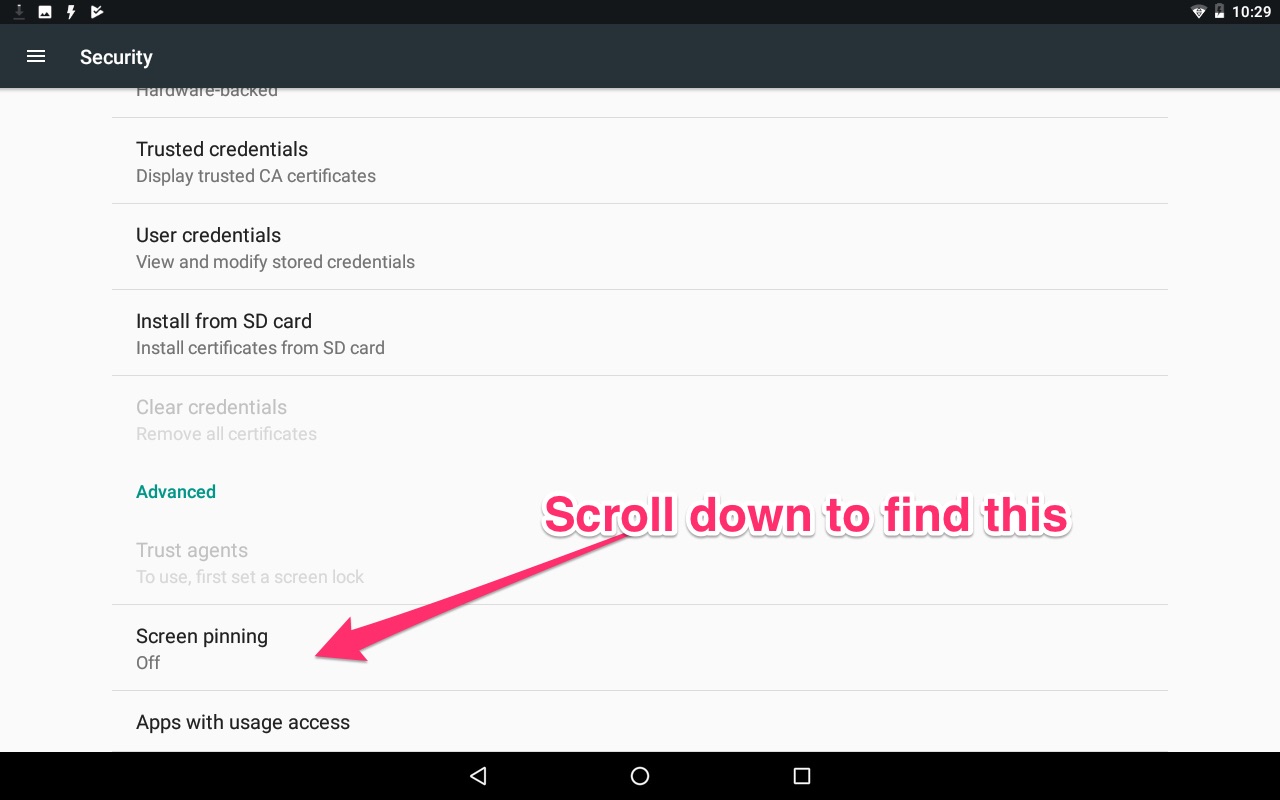 10:29
Security
Hardware-backed
Trusted credentials
Display trusted CA certificates
User credentials
View and modify stored credentials
Install from SD card
Install certificates from SD card
Clear credentials
Remove all certificates
Advanced
Scroll down to find this
Trust agents
To use, first set a screen lock
Screen pinning
Off
Apps with usage access